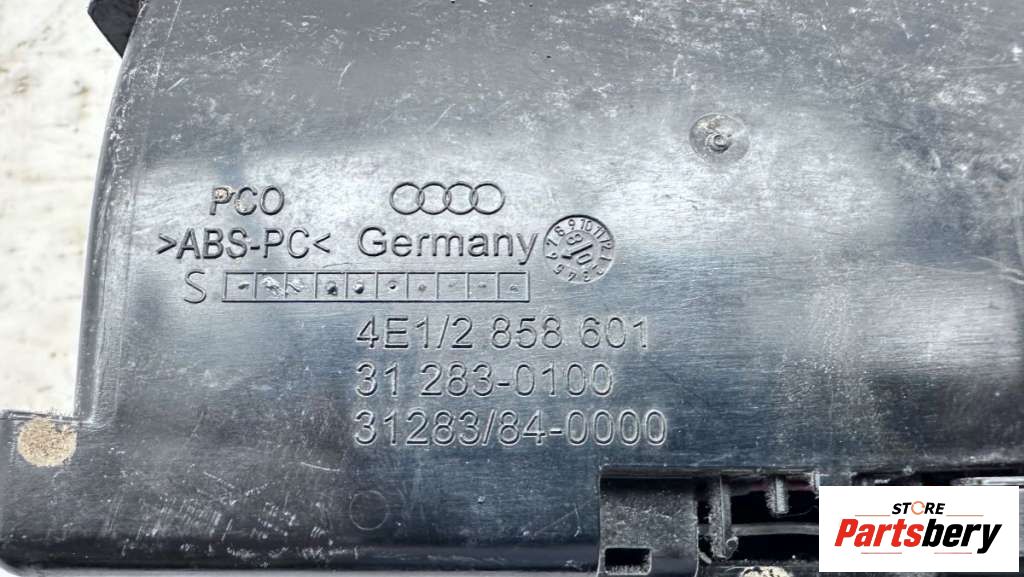 PCO
>ABS-PC< Germany
S
4E1/2 858 601
31 283-0100
31283/84-0000
STORE
Partsbery